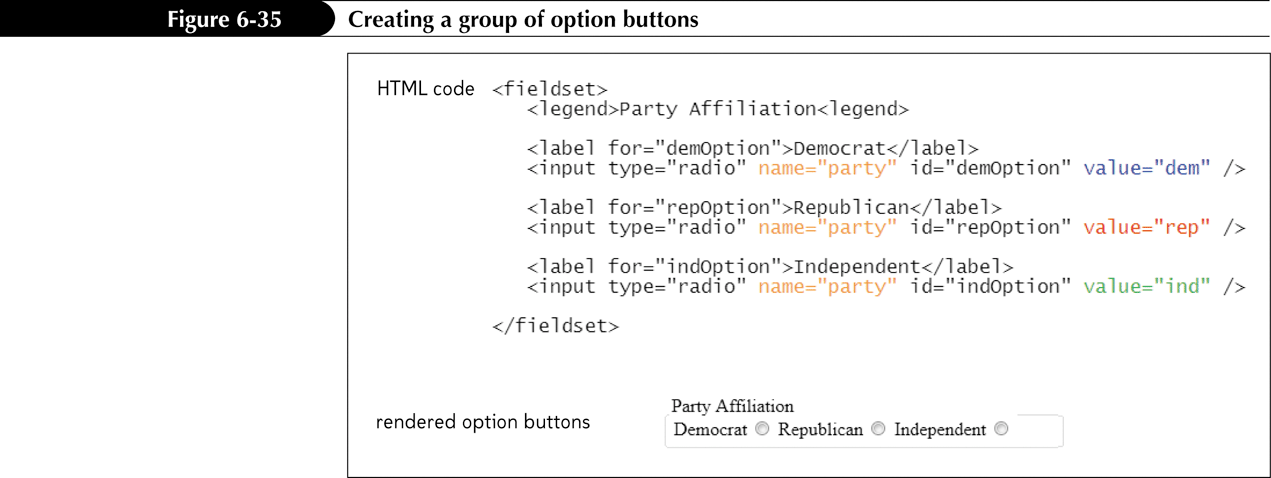 Figure 6-35 Creating a group of option buttons
HTML code <fieldset>
<legend>Party Affiliation<legend>
<label for="demOption">Democrat</label>
<input type="radio" name="party" id="demOption" value="dem" />
<label for="repOption">Republican</label>
<input type="radio" name="party" id="repOption" value="rep" />
<label for="indOption">Independent</label>
<input type="radio" name="party" id="indOption" value="ind" />
</fieldset>
Party Affiliation
rendered option buttons Democrat Republican Independent